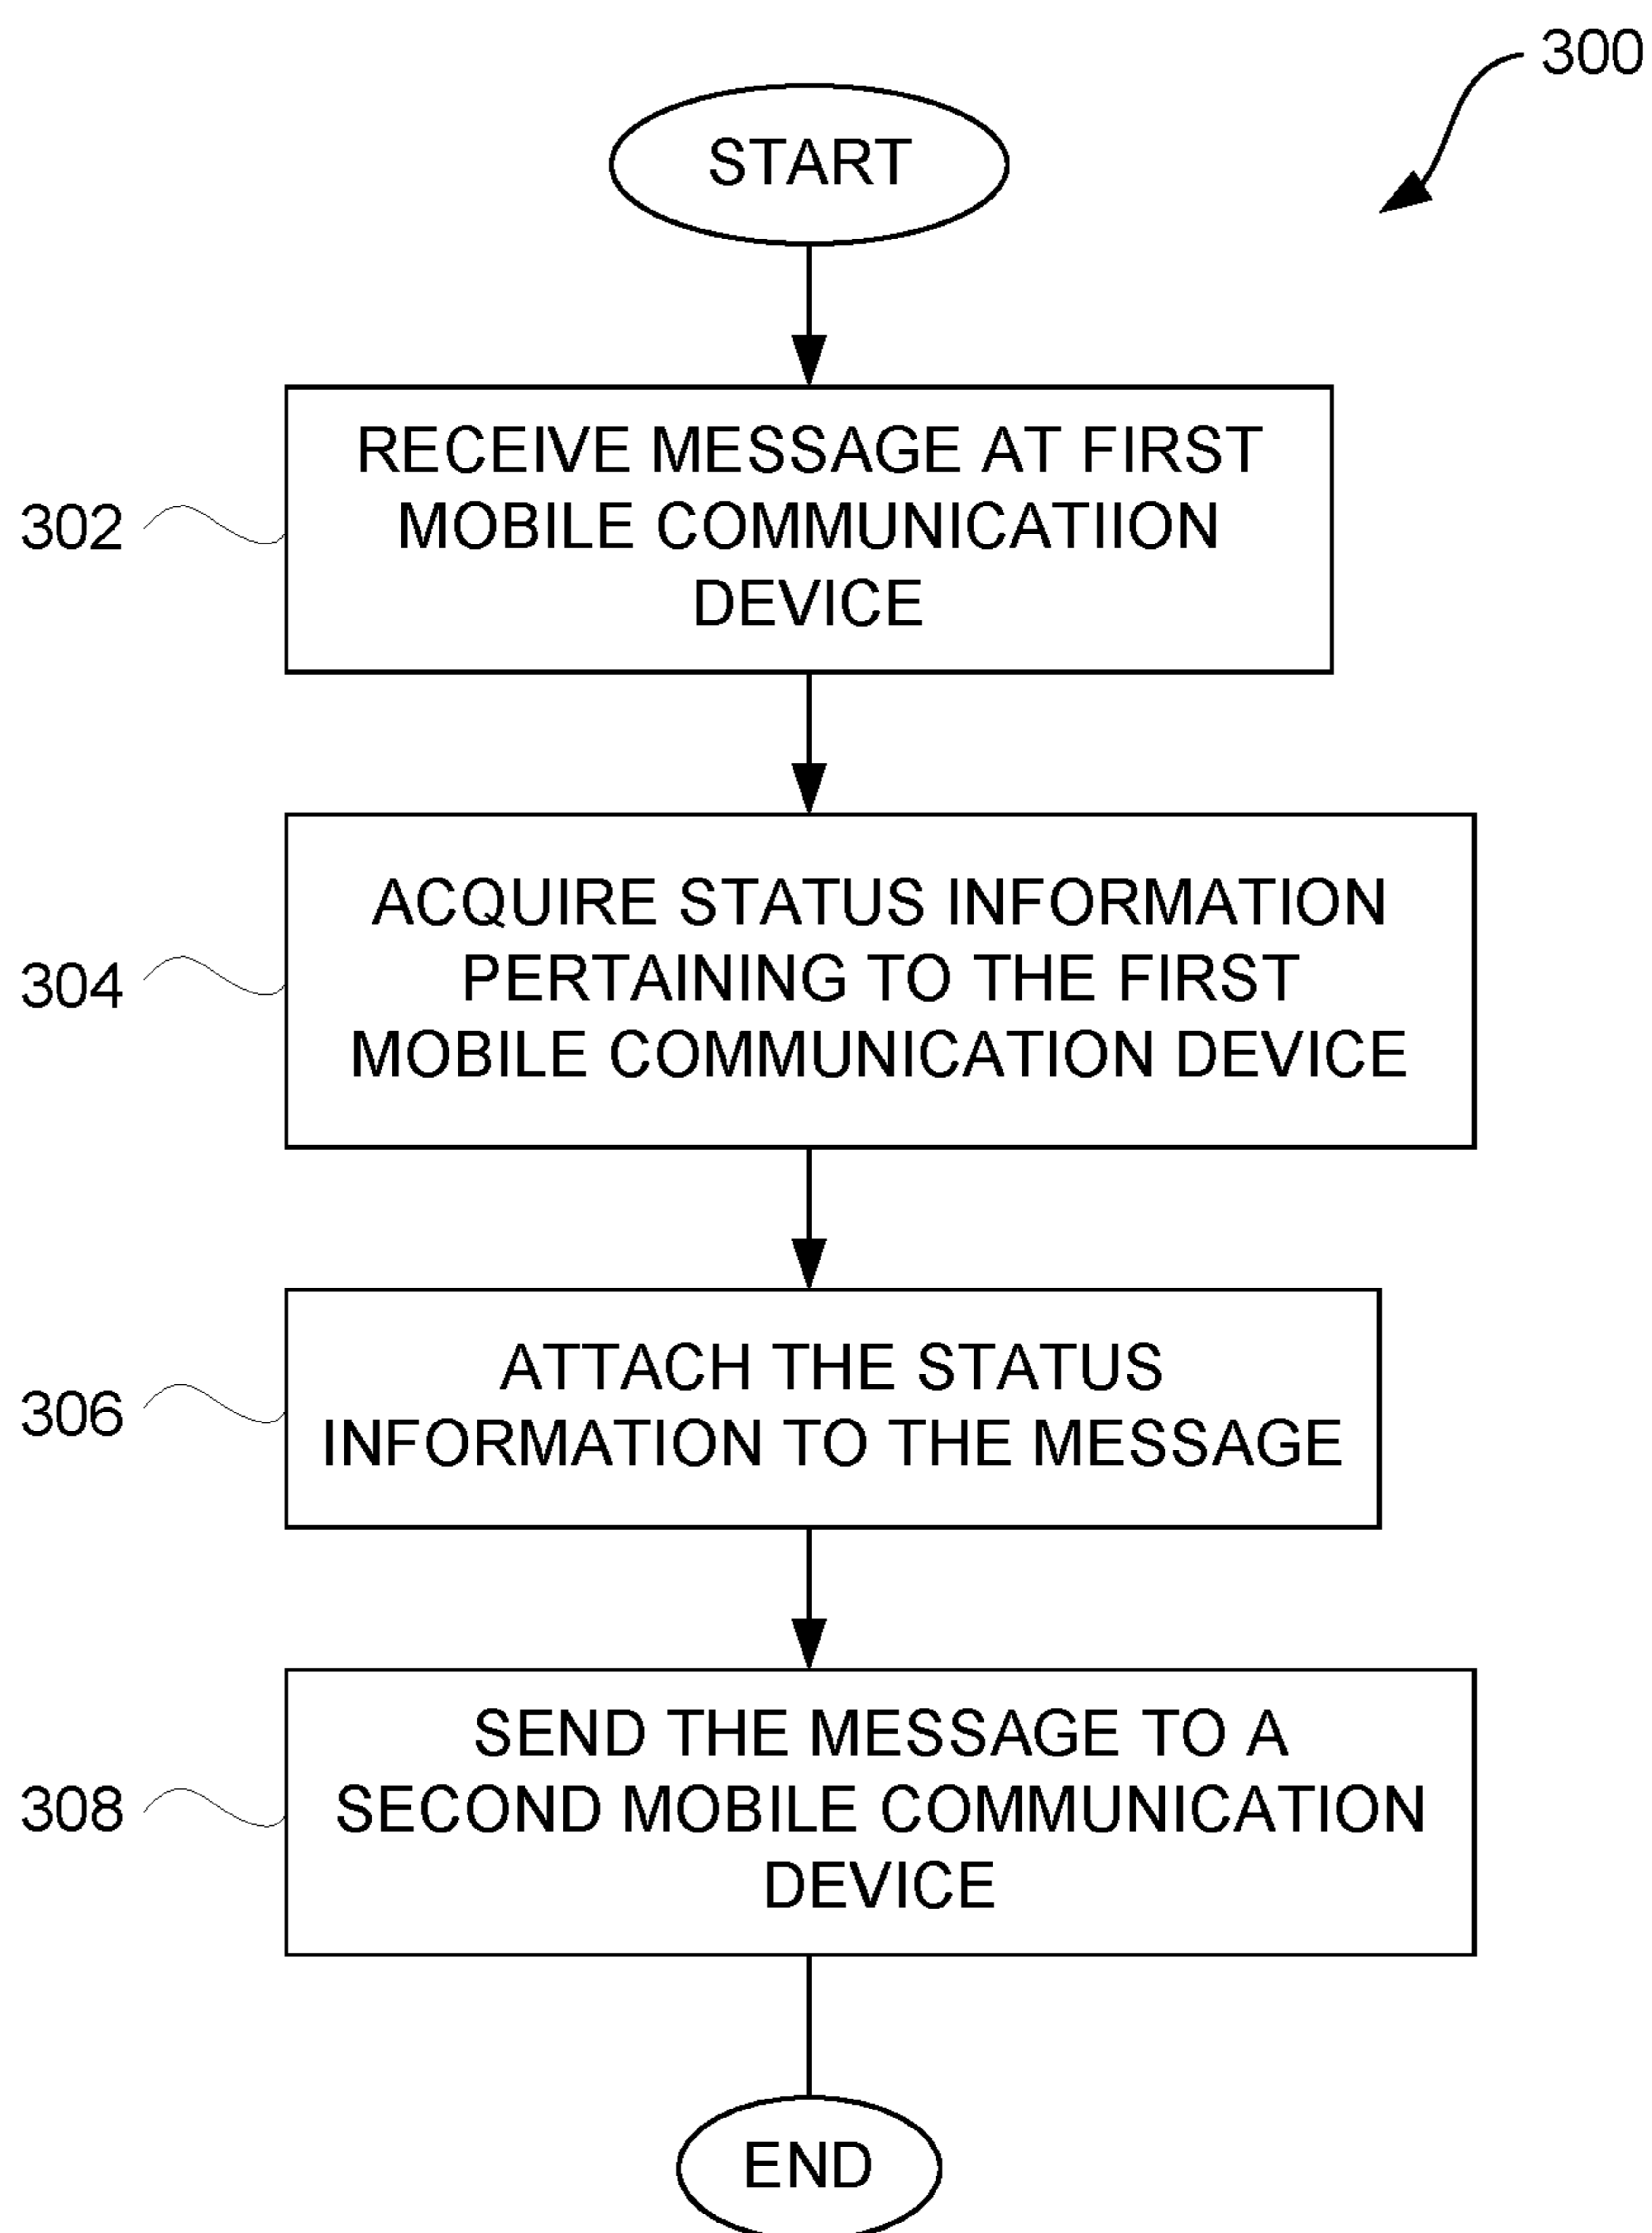 300
START
302
RECEIVE MESSAGE AT FIRST
MOBILE COMMUNICATIION
DEVICE
304
ACQUIRE STATUS INFORMATION
PERTAINING TO THE FIRST
MOBILE COMMUNICATION DEVICE
306
ATTACH THE STATUS
INFORMATION TO THE MESSAGE
308
SEND THE MESSAGE TO A
SECOND MOBILE COMMUNICATION
DEVICE
END